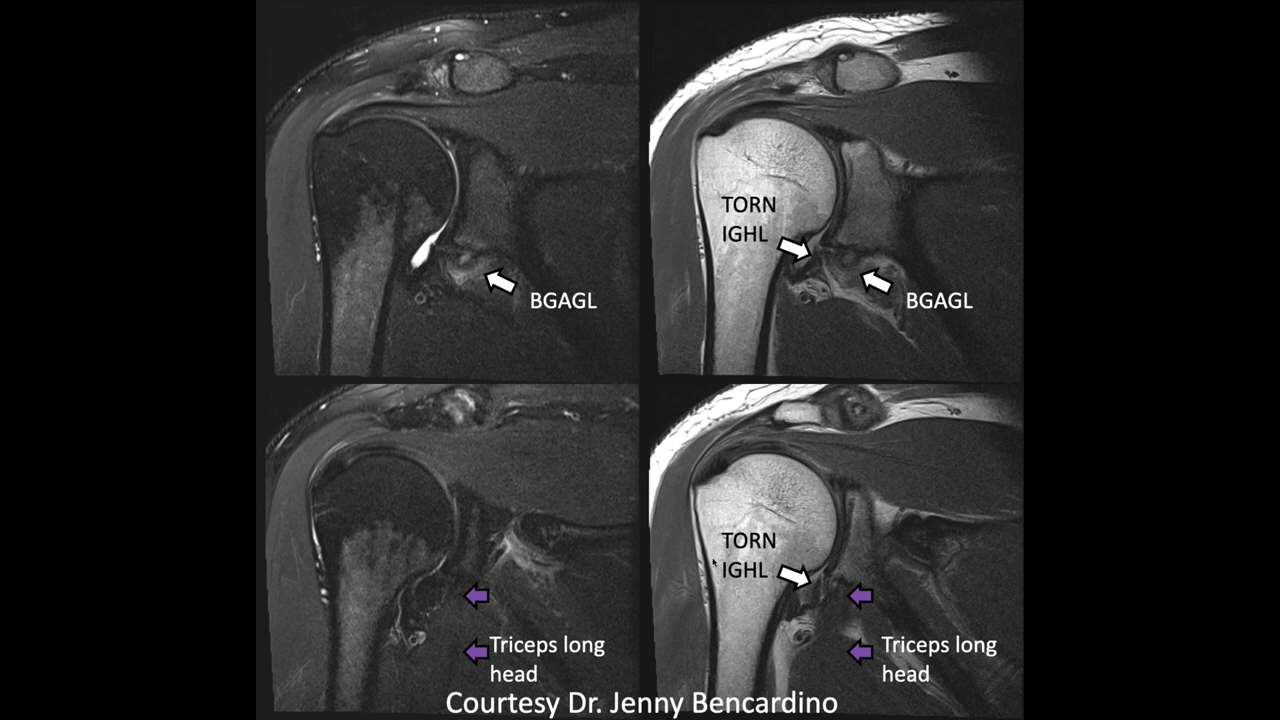 TORN
IGHL
BGAGL
BGAGL
TORN
IGHL
Triceps long
head
Triceps long
head
Courtesy Dr. Jenny Bencardino